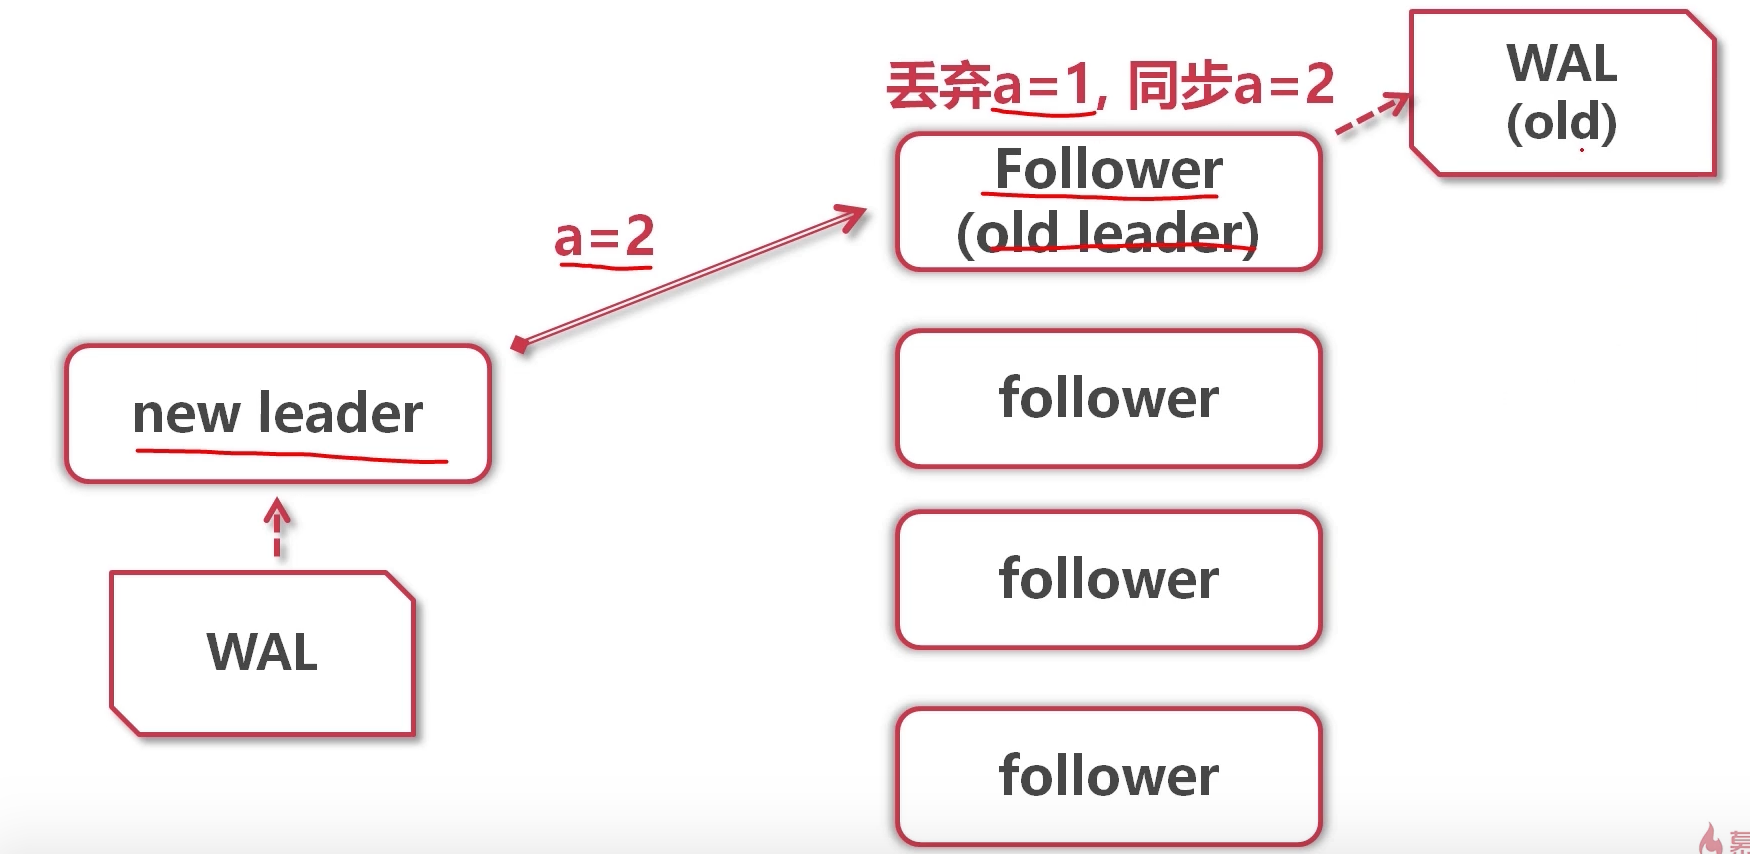 丢弃a=1, 同步a=2
WAL
(old)
Follower
(old leader)
a=2
follower
new leader
follower
WAL
follower